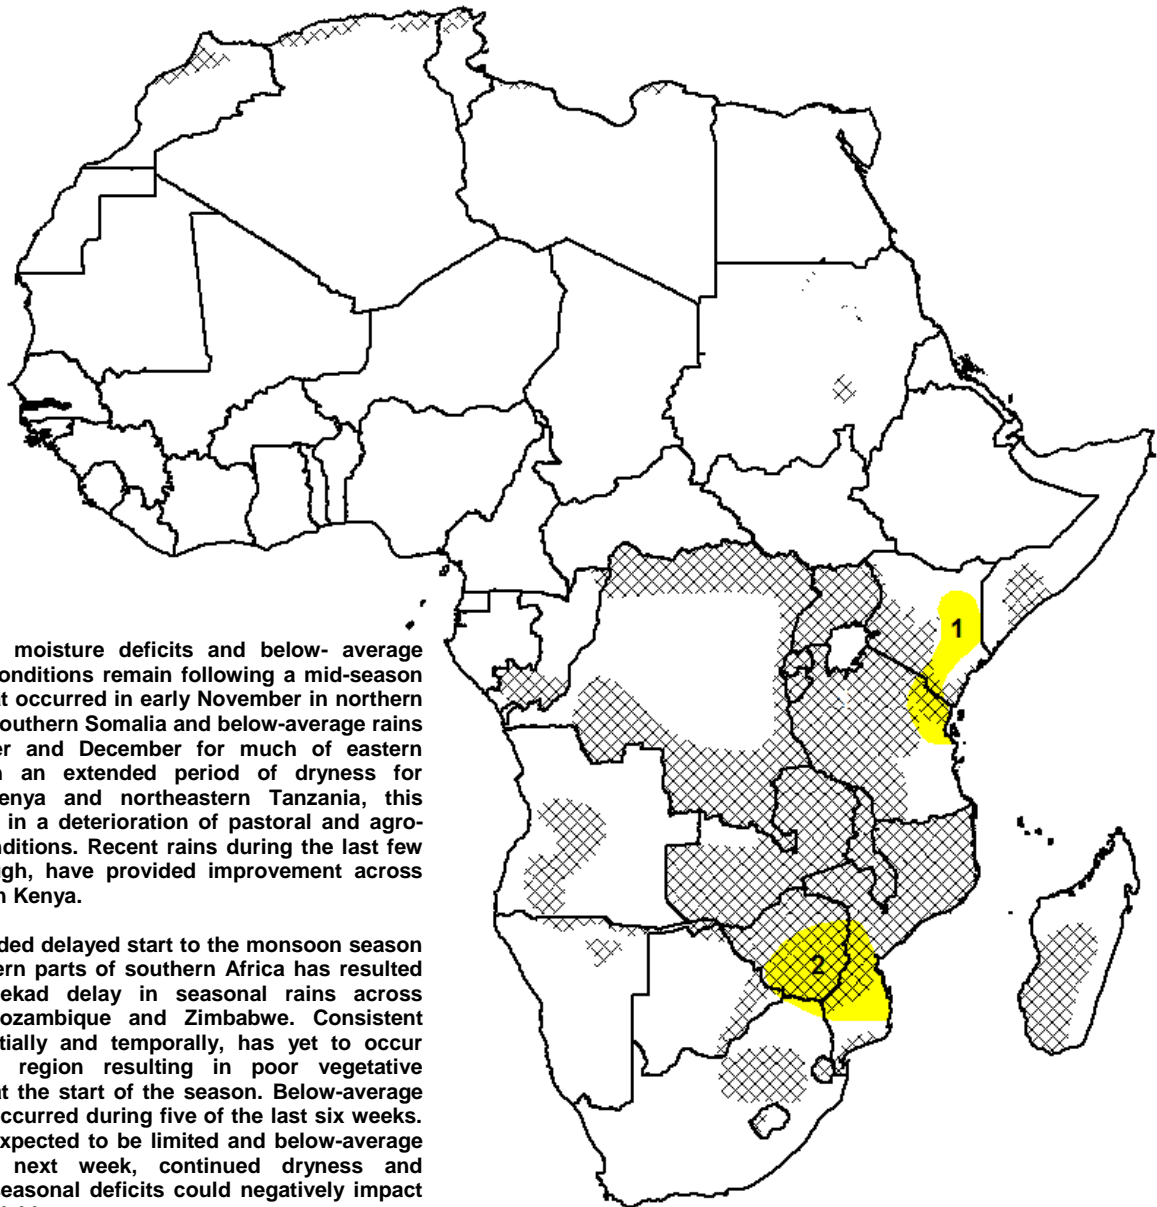 moisture deficits and below- average
onditions remain following a mid-season
at occurred in early November in northern
outhern Somalia and below-average rains
er and December for much of eastern
an extended period of dryness for
enya and northeastern Tanzania, this
in a deterioration of pastoral and agro-
nditions. Recent rains during the last few
ugh, have provided improvement across
n Kenya.
ded delayed start to the monsoon season
ern parts of southern Africa has resulted
ekad delay in seasonal rains across
ozambique and Zimbabwe. Consistent
tially and temporally, has yet to occur
region resulting in poor vegetative
at the start of the season. Below-average
occurred during five of the last six weeks.
expected to be limited and below-average
next week, continued dryness and
seasonal deficits could negatively impact
1
2